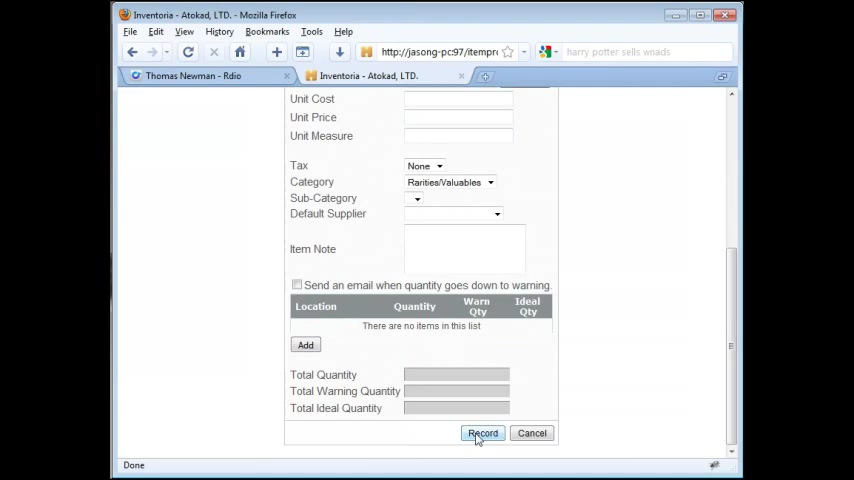 Inventoria - Atokad, LTD. - Mozilla Firefox
File Edit View History Bookmarks Tools Help
http://jasong-pc:97/itempro
harry potter sells wnads
Thomas Newman - Rdio
Inventoria - Atokad, LTD.
Unit Cost
Unit Price
Unit Measure
Tax None
Category Rarities/Valuables
Sub-Category
Default Supplier
Item Note
Send an email when quantity goes down to warning.
Location Quantity Warn Qty Ideal Qty
There are no items in this list
Add
Total Quantity
Total Warning Quantity
Total Ideal Quantity
Record Cancel
Done